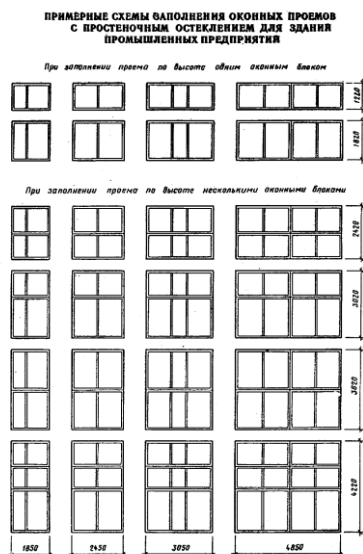 ПРИМЕРНЫЕ СХЕМЫ ЗАПОЛНЕНИЯ ОКОННЫХ ПРОЕМОВ
С ПРОСТЕНОЧНЫМ ОСТЕКЛЕНИЕМ ДЛЯ ЗДАНИЙ
ПРОМЫШЛЕННЫХ ПРЕДПРИЯТИЙ
При заполнении проема по высоте одним оконным блоком
1220
1820
При заполнении проема по высоте несколькими оконными блоками
2420
3020
3620
4220
1850 2450 3050 4850